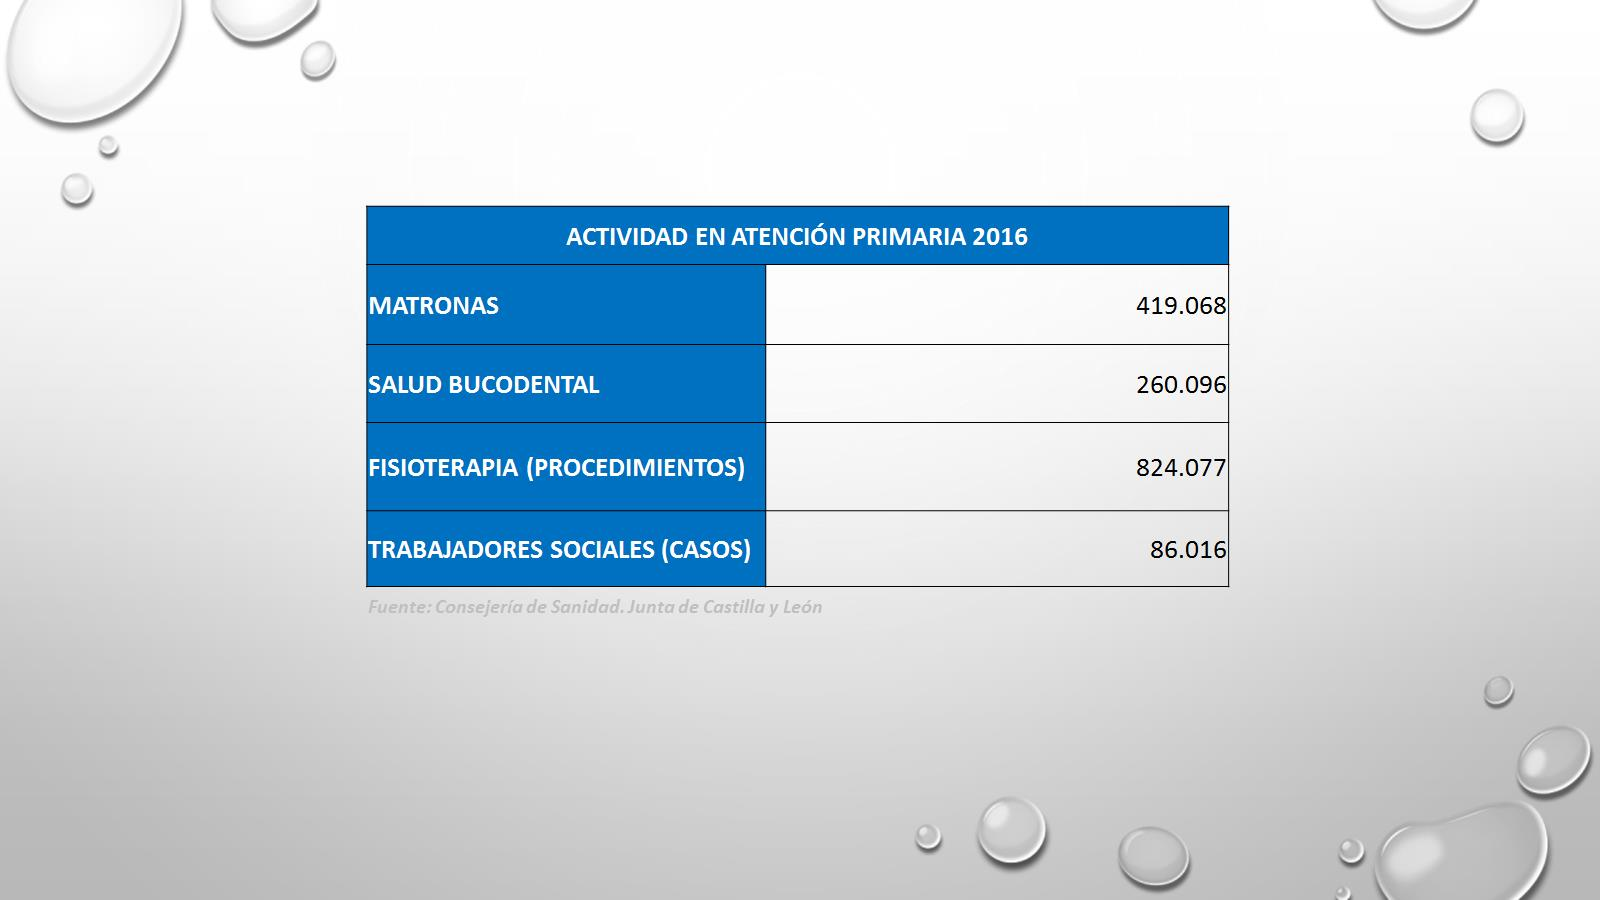 ACTIVIDAD EN ATENCIÓN PRIMARIA 2016
MATRONAS 419.068
SALUD BUCODENTAL 260.096
FISIOTERAPIA (PROCEDIMIENTOS) 824.077
TRABAJADORES SOCIALES (CASOS) 86.016
Fuente: Consejería de Sanidad. Junta de Castilla y León